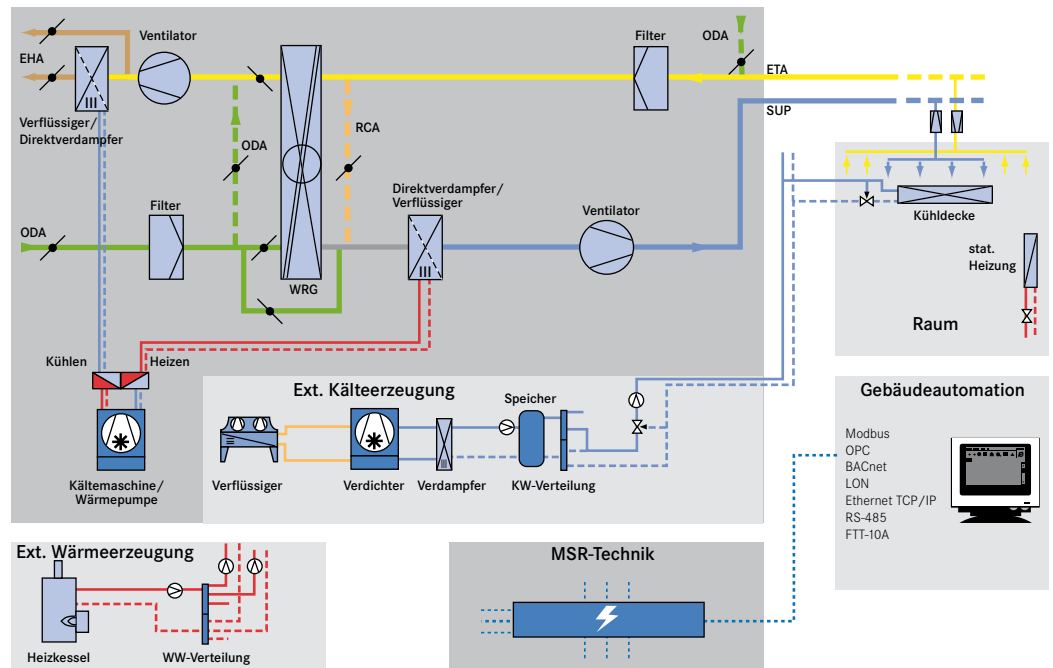 EHA
Ventilator
Filter
ODA
ETA
SUP
Verflüssiger/
Direktverdampfer
ODA
RCA
Direktverdampfer/
Verflüssiger
Filter
Ventilator
ODA
WRG
Kühldecke
stat.
Heizung
Raum
Kühlen
Heizen
Kältemaschine/
Wärmepumpe
Ext. Kälteerzeugung
Speicher
Verflüssiger
Verdichter
Verdampfer
KW-Verteilung
Gebäudeautomation
Modbus
OPC
BACnet
LON
Ethernet TCP/IP
RS-485
FTT-10A
Ext. Wärmeerzeugung
Heizkessel
WW-Verteilung
MSR-Technik